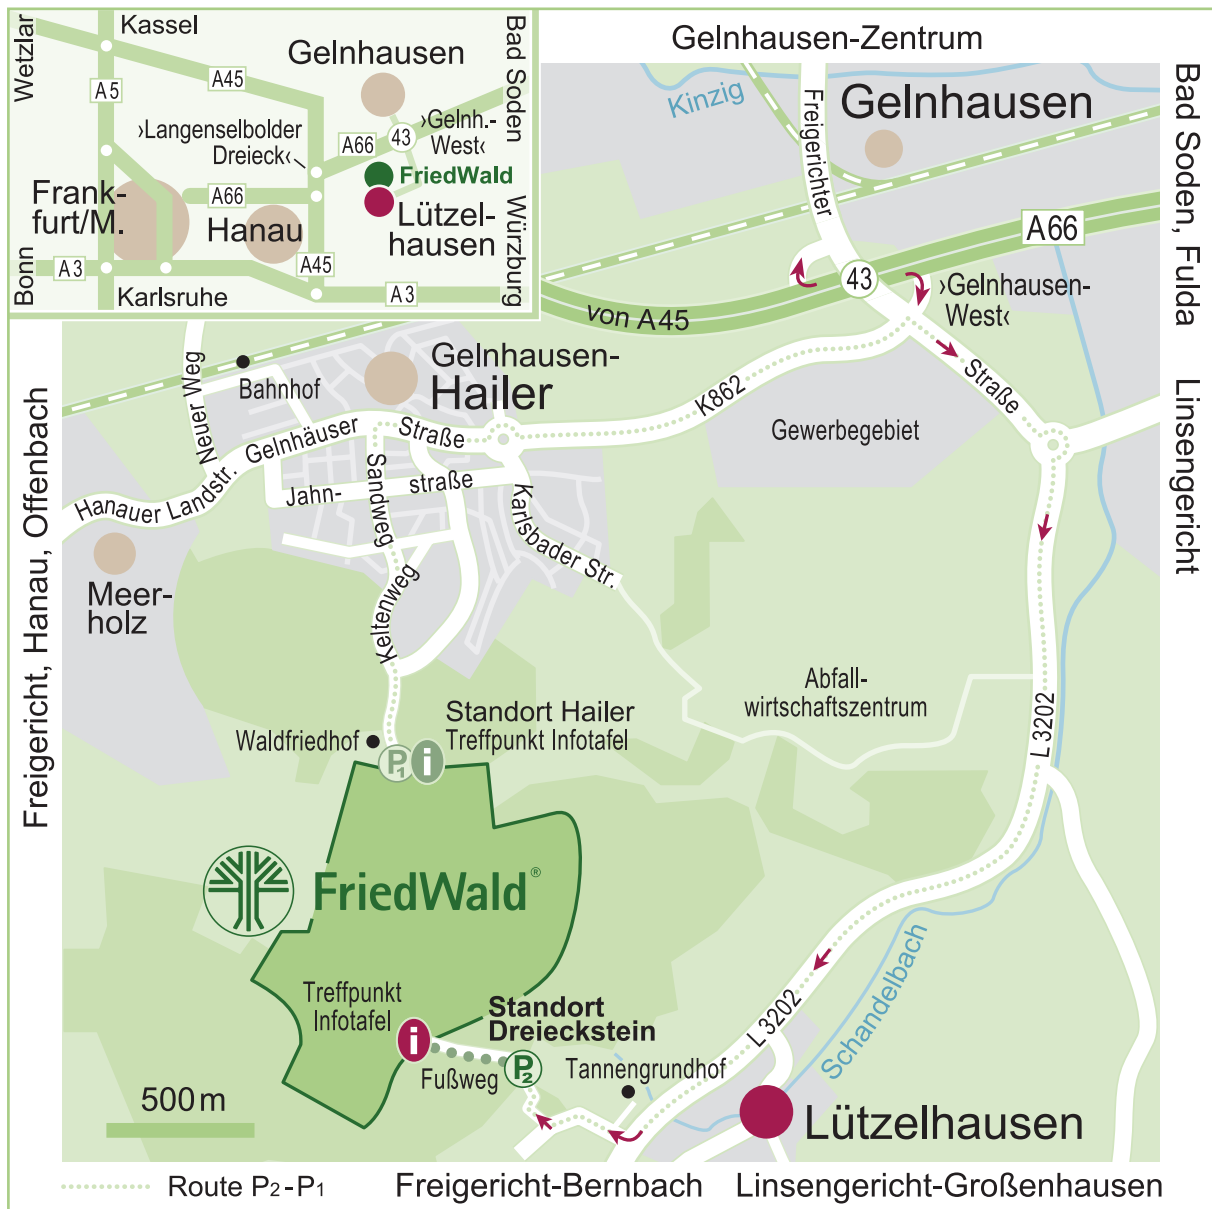 Wetzlar
Kassel
Bad Soden
Gelnhausen
A5
A45
›Langenselbolder
Dreieck‹
A66
43
›Gelnh.-
West‹
FriedWald
Frank-
furt/M.
A66
Hanau
Lützel-
hausen
Würzburg
Bonn
A3
A45
Karlsruhe
A3
Gelnhausen-Zentrum
Kinzig
Freigerichter
Gelnhausen
Bad Soden, Fulda
A66
43
›Gelnhausen-
West‹
von A45
Straße
Linsengericht
Neuer Weg
Bahnhof
Gelnhausen-
Hailer
K862
Gewerbegebiet
Gelnhäuser
Straße
Hanauer Landstr.
Sandweg
Jahn-
straße
Karlsbader Str.
Freigericht, Hanau, Offenbach
Meer-
holz
Keltenweg
Abfall-
wirtschaftszentrum
L 3202
Standort Hailer
Treffpunkt Infotafel
Waldfriedhof
P1
i
FriedWald®
Treffpunkt
Infotafel
i
Standort
Dreieckstein
L 3202
Schandelbach
Fußweg
P2
Tannengrundhof
500 m
Lützelhausen
Route P2-P1
Freigericht-Bernbach
Linsengericht-Großenhausen